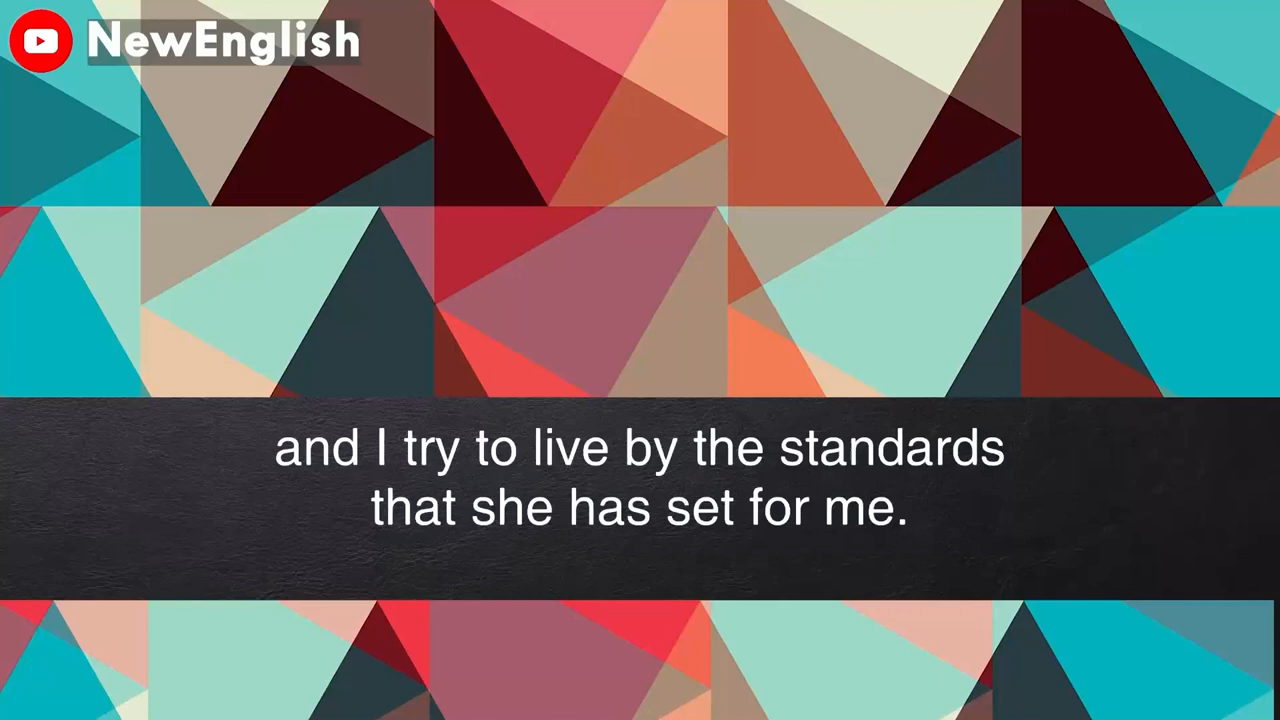 NewEnglish
and I try to live by the standards
that she has set for me.